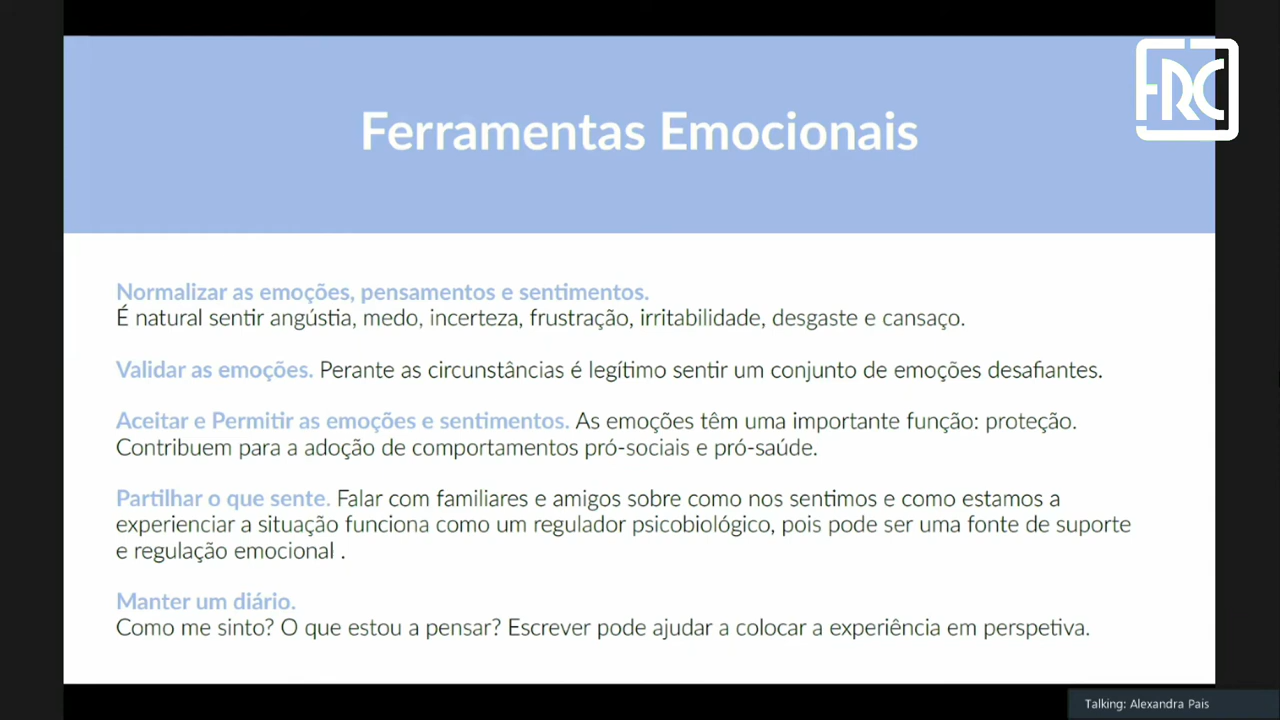 FRC
Ferramentas Emocionais
Normalizar as emoções, pensamentos e sentimentos.
É natural sentir angústia, medo, incerteza, frustração, irritabilidade, desgaste e cansaço.
Validar as emoções. Perante as circunstâncias é legítimo sentir um conjunto de emoções desafiantes.
Aceitar e Permitir as emoções e sentimentos. As emoções têm uma importante função: proteção.
Contribuem para a adoção de comportamentos pró-sociais e pró-saúde.
Partilhar o que sente. Falar com familiares e amigos sobre como nos sentimos e como estamos a
experienciar a situação funciona como um regulador psicobiológico, pois pode ser uma fonte de suporte
e regulação emocional .
Manter um diário.
Como me sinto? O que estou a pensar? Escrever pode ajudar a colocar a experiência em perspetiva.
Talking: Alexandra Pais